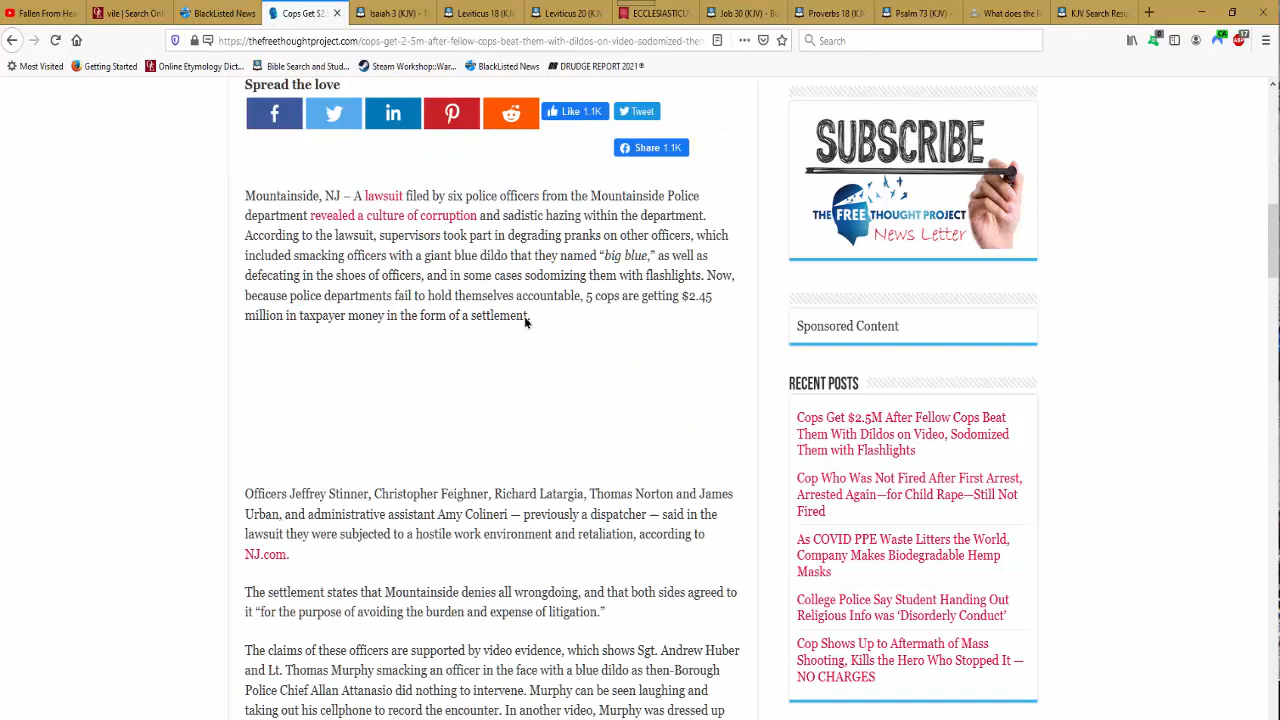 Fallen From Hea
vile | Search Onli
BlackListed News
Cops Get $2.
Isaiah 3 (KJV) - "
Leviticus 18 (KJV
Leviticus 20 (KJV
ECCLESIASTICUS
Job 30 (KJV) - Bu
Proverbs 18 (KJV
Psalm 73 (KJV) -
What does the B
KJV Search Resul
https://thefreethoughtproject.com/cops-get-2-5m-after-fellow-cops-beat-them-with-dildos-on-video-sodomized-them
Search
Most Visited
Getting Started
Online Etymology Dict...
Bible Search and Stud...
Steam Workshop::War...
BlackListed News
DRUDGE REPORT 2021®
Spread the love
Like 1.1K
Tweet
Share 1.1K
Mountainside, NJ – A lawsuit filed by six police officers from the Mountainside Police
department revealed a culture of corruption and sadistic hazing within the department.
According to the lawsuit, supervisors took part in degrading pranks on other officers, which
included smacking officers with a giant blue dildo that they named “big blue,” as well as
defecating in the shoes of officers, and in some cases sodomizing them with flashlights. Now,
because police departments fail to hold themselves accountable, 5 cops are getting $2.45
million in taxpayer money in the form of a settlement.
Officers Jeffrey Stinner, Christopher Feighner, Richard Latargia, Thomas Norton and James
Urban, and administrative assistant Amy Colineri — previously a dispatcher — said in the
lawsuit they were subjected to a hostile work environment and retaliation, according to
NJ.com.
The settlement states that Mountainside denies all wrongdoing, and that both sides agreed to
it “for the purpose of avoiding the burden and expense of litigation.”
The claims of these officers are supported by video evidence, which shows Sgt. Andrew Huber
and Lt. Thomas Murphy smacking an officer in the face with a blue dildo as then-Borough
Police Chief Allan Attanasio did nothing to intervene. Murphy can be seen laughing and
taking out his cellphone to record the encounter. In another video, Murphy was dressed up
SUBSCRIBE
THE FREE THOUGHT PROJECT
News Letter
Sponsored Content
RECENT POSTS
Cops Get $2.5M After Fellow Cops Beat
Them With Dildos on Video, Sodomized
Them with Flashlights
Cop Who Was Not Fired After First Arrest,
Arrested Again—for Child Rape—Still Not
Fired
As COVID PPE Waste Litters the World,
Company Makes Biodegradable Hemp
Masks
College Police Say Student Handing Out
Religious Info was ‘Disorderly Conduct’
Cop Shows Up to Aftermath of Mass
Shooting, Kills the Hero Who Stopped It —
NO CHARGES